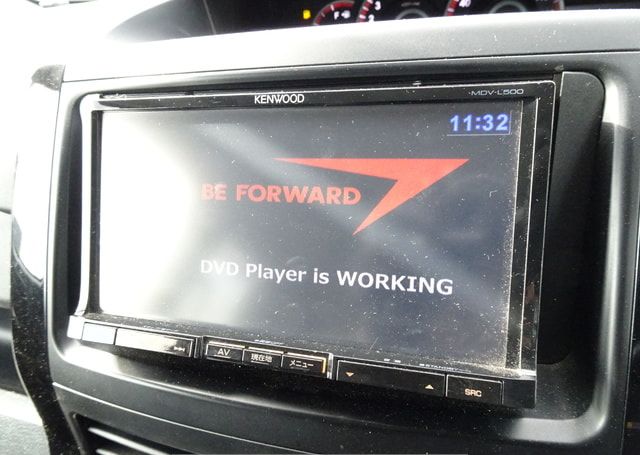 KENWOOD
MDV-L500
11:32
BE FORWARD
DVD Player is WORKING
AV
現在地
メニュー
SRC